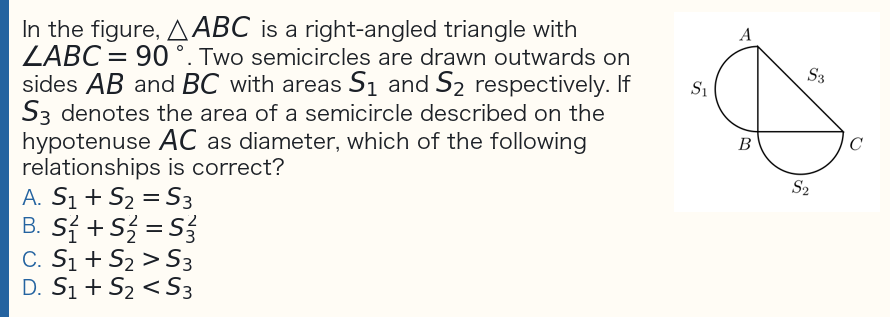 In the figure, △ABC is a right-angled triangle with
∠ABC = 90°. Two semicircles are drawn outwards on
sides AB and BC with areas S₁ and S₂ respectively. If
S₃ denotes the area of a semicircle described on the
hypotenuse AC as diameter, which of the following
relationships is correct?
A. S₁ + S₂ = S₃
B. S₁² + S₂² = S₃²
C. S₁ + S₂ > S₃
D. S₁ + S₂ < S₃
A
S₃
S₁
B
C
S₂